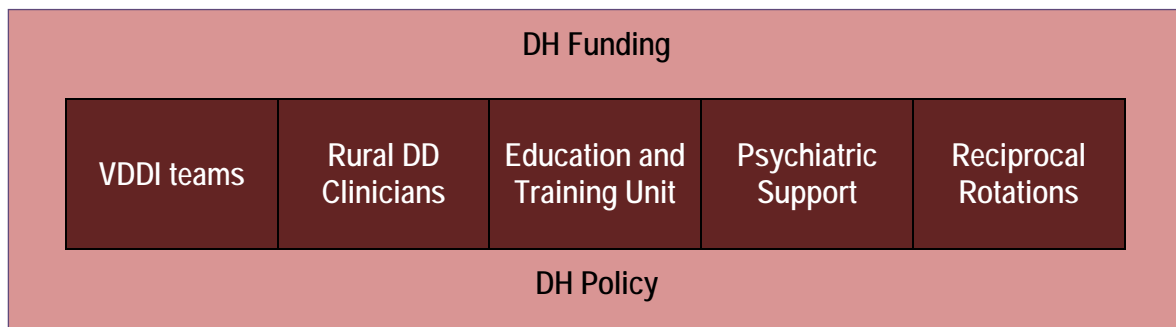 DH Funding
VDDI teams
Rural DD
Clinicians
Education and
Training Unit
Psychiatric
Support
Reciprocal
Rotations
DH Policy